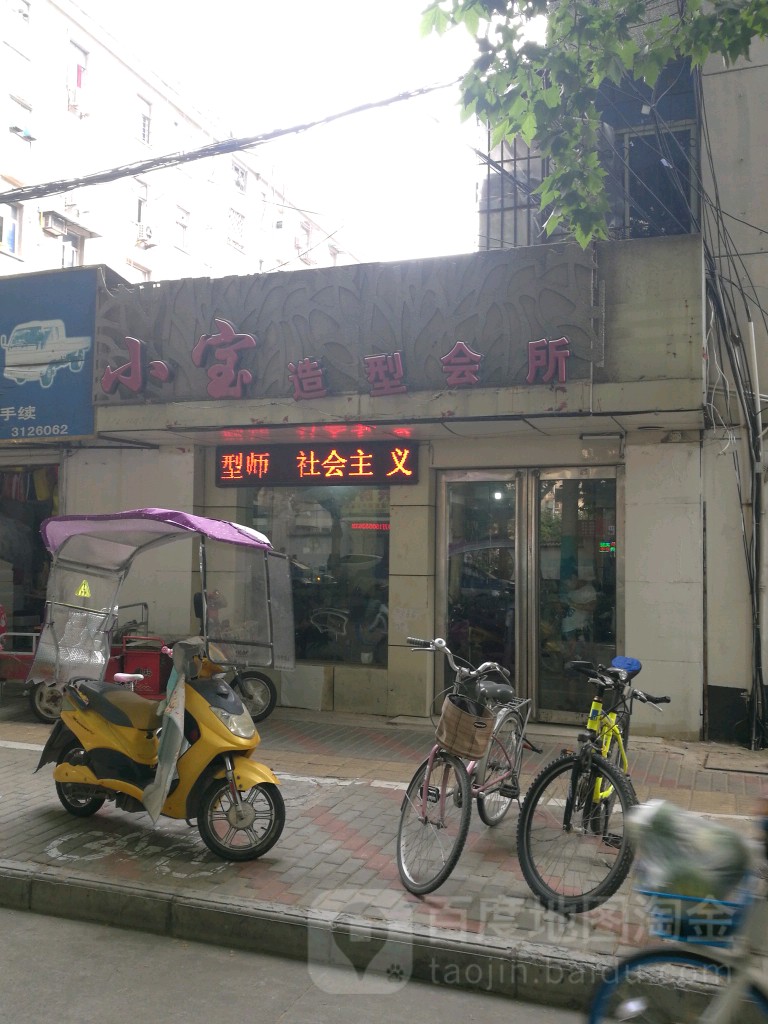 小宝造型会所
手续
3126062
型师 社会主义
百度地图淘金
taojin.baidu.com